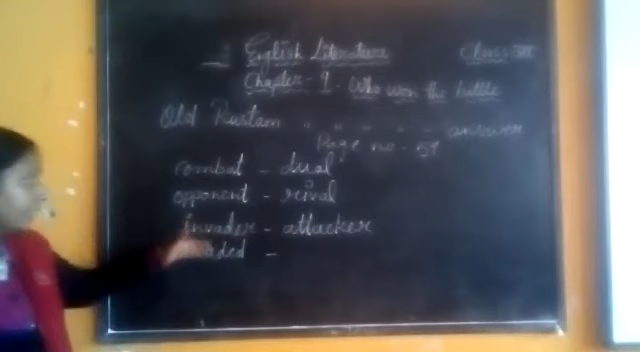 English Literature Class
Chapter - 9. Who won the battle
Old Rustam " " " " " answer
Page no - 59
combat - dual
opponent - reival
invader - attacker
-